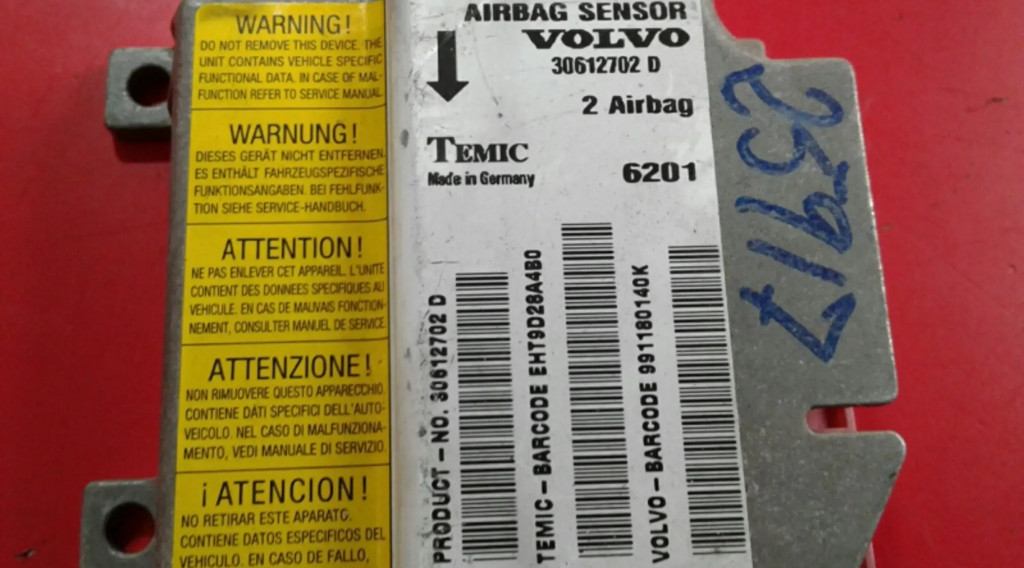 WARNING!
DO NOT REMOVE THIS DEVICE. THE
UNIT CONTAINS VEHICLE SPECIFIC
FUNCTIONAL DATA. IN CASE OF MAL-
FUNCTION REFER TO SERVICE MANUAL
WARNUNG!
DIESES GERÄT NICHT ENTFERNEN.
ES ENTHÄLT FAHRZEUGSPEZIFISCHE
FUNKTIONSANGABEN. BEI FEHLFUNK-
TION SIEHE SERVICE-HANDBUCH.
ATTENTION!
NE PAS ENLEVER CET APPAREIL. L'UNITE
CONTIENT DES DONNEES SPECIFIQUES AU
VEHICULE. EN CAS DE MAUVAIS FONCTION-
NEMENT, CONSULTER MANUEL DE SERVICE
ATTENZIONE!
NON RIMUOVERE QUESTO APPARECCHIO.
CONTIENE DATI SPECIFICI DELL'AUTO-
VEICOLO. NEL CASO DI MALFUNZIONA-
MENTO, VEDI MANUALE DI SERVIZIO.
¡ATENCION!
NO RETIRAR ESTE APARATO.
CONTIENE DATOS ESPECIFICOS DEL
VEHICULO. EN CASO DE FALLO,
AIRBAG SENSOR
VOLVO
30612702 D
2 Airbag
TEMIC
Made in Germany
6201
PRODUCT-NO. 30612702 D
TEMIC-BARCODE EHT9D28A4B0
VOLVO-BARCODE 991180140K